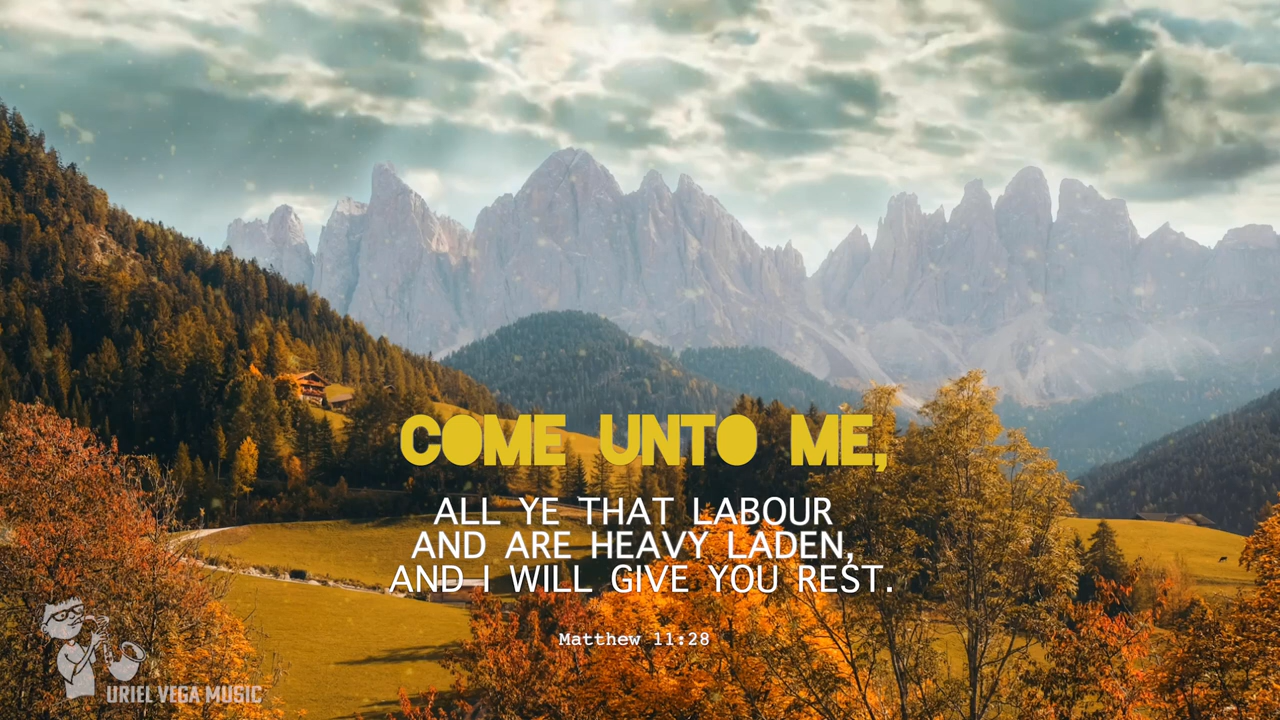 COME UNTO ME,
ALL YE THAT LABOUR
AND ARE HEAVY LADEN,
AND I WILL GIVE YOU REST.
Matthew 11:28
URIEL VEGA MUSIC